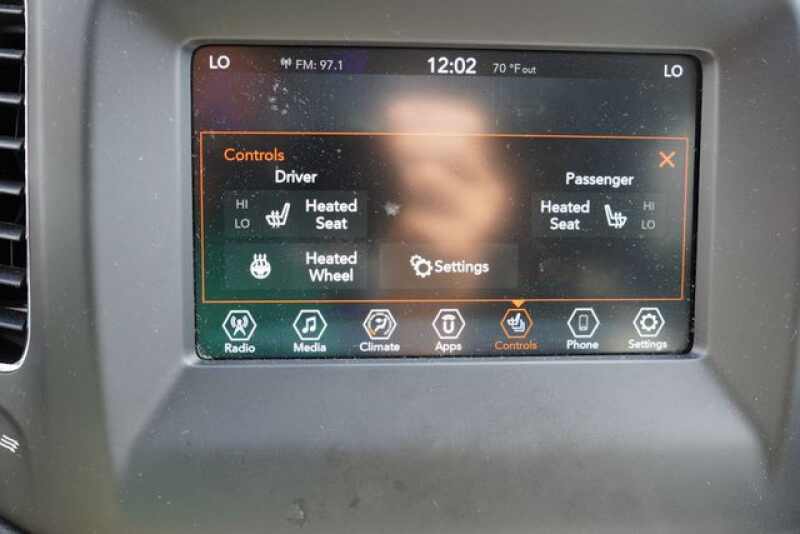 LO FM: 97.1 12:02 70 °F out LO
Controls
Driver Passenger
HI Heated Seat Heated Seat HI
LO LO
Heated Wheel Settings
Radio Media Climate Apps Controls Phone Settings